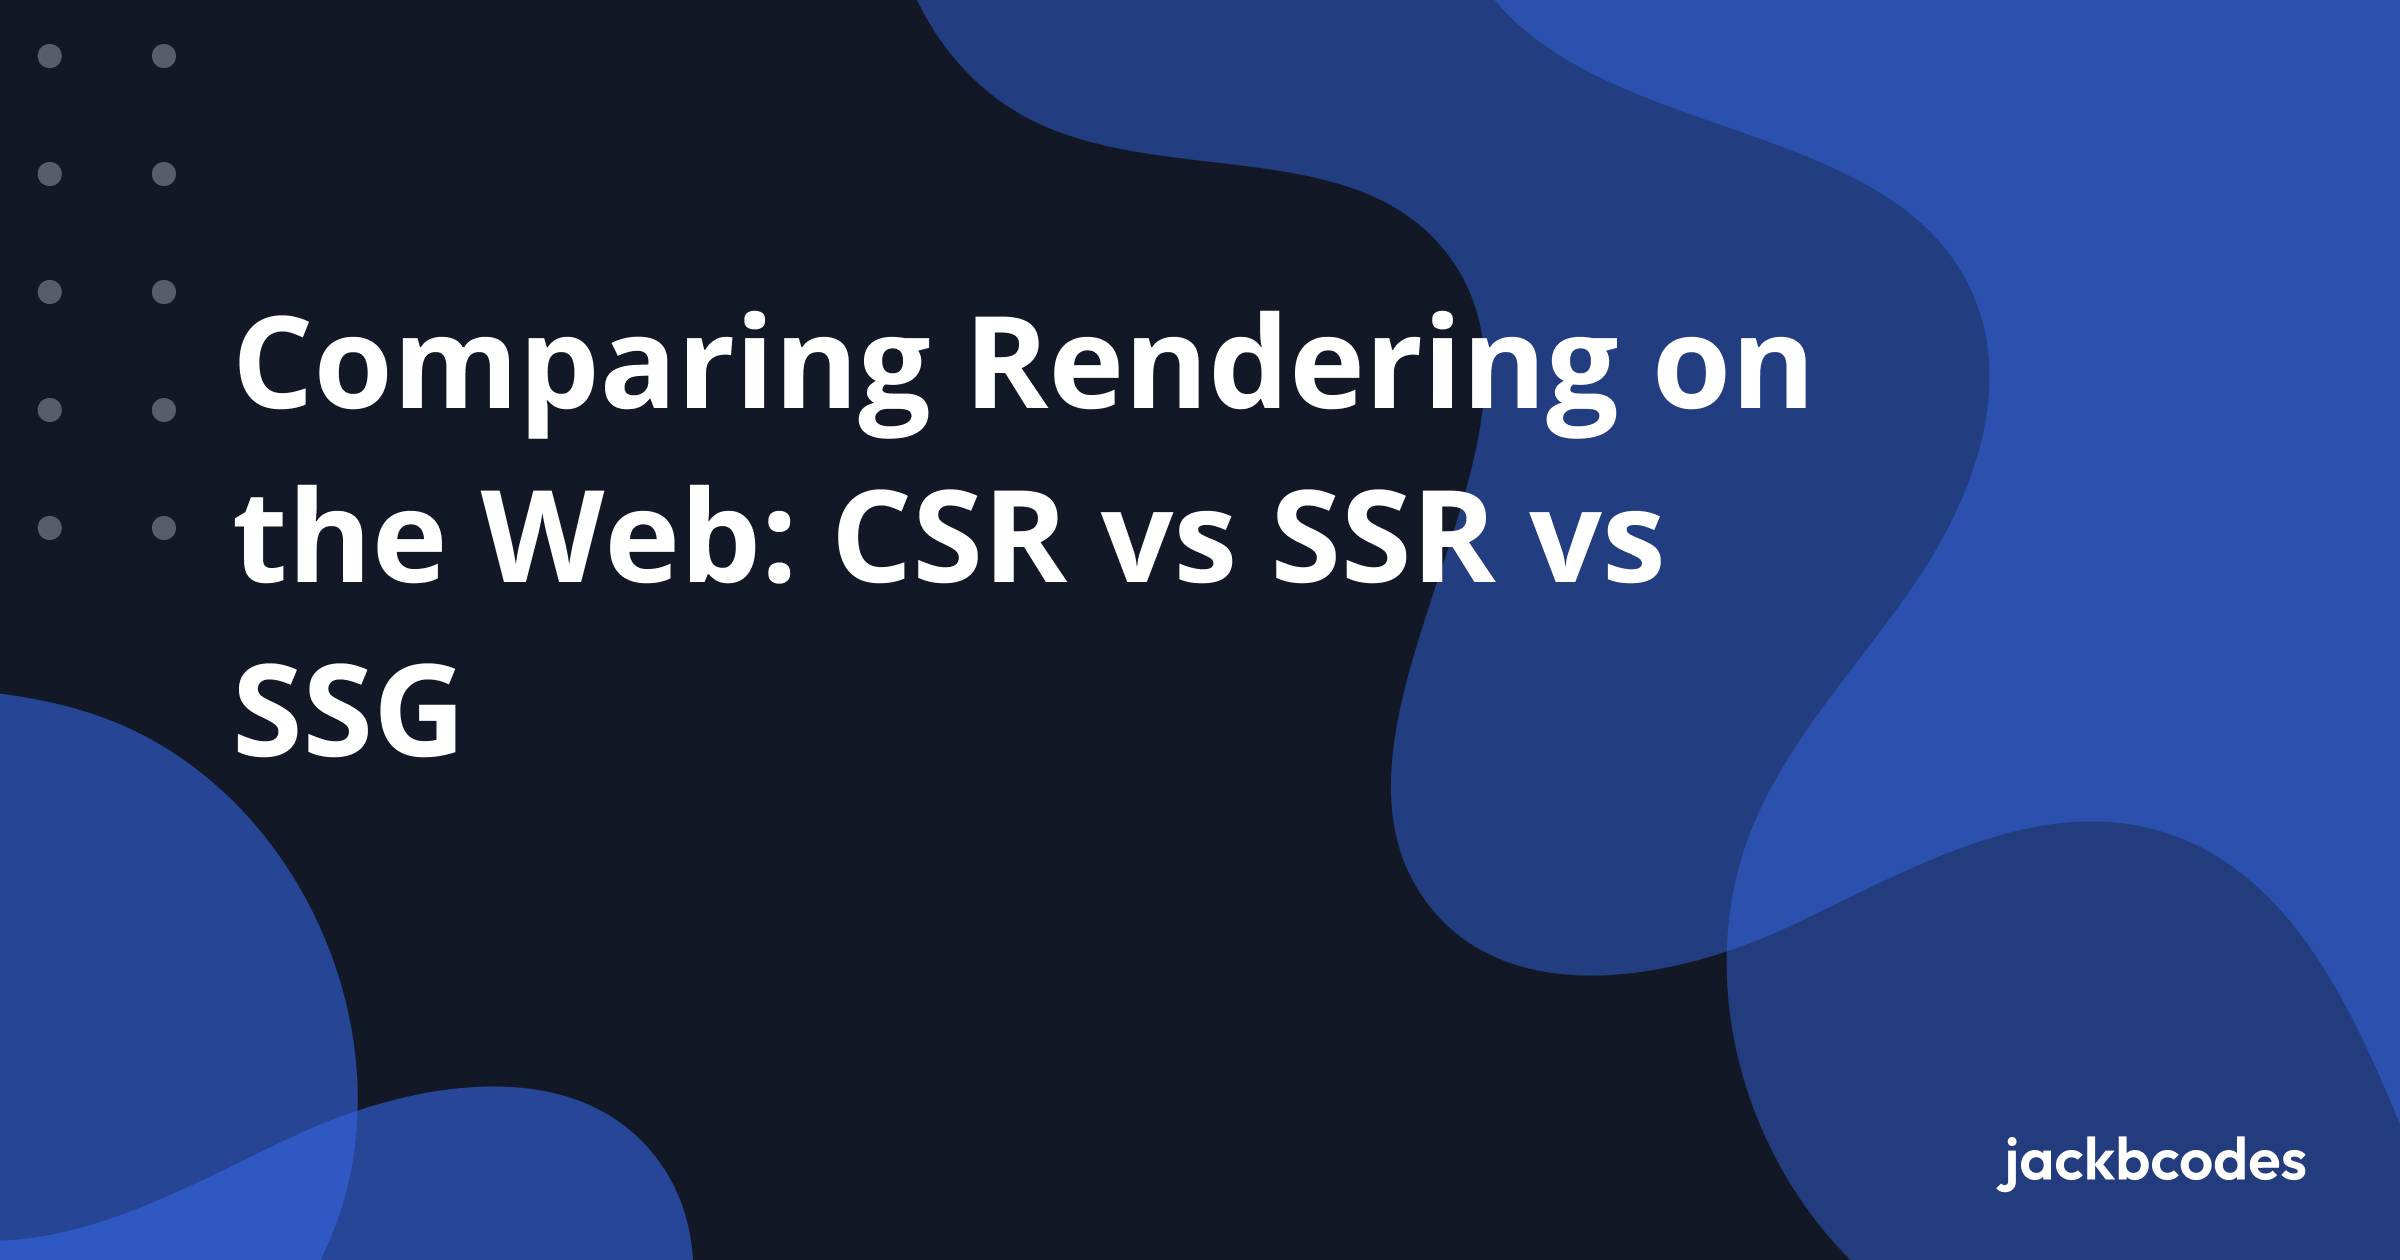 Comparing Rendering on
the Web: CSR vs SSR vs
SSG
jackbcodes